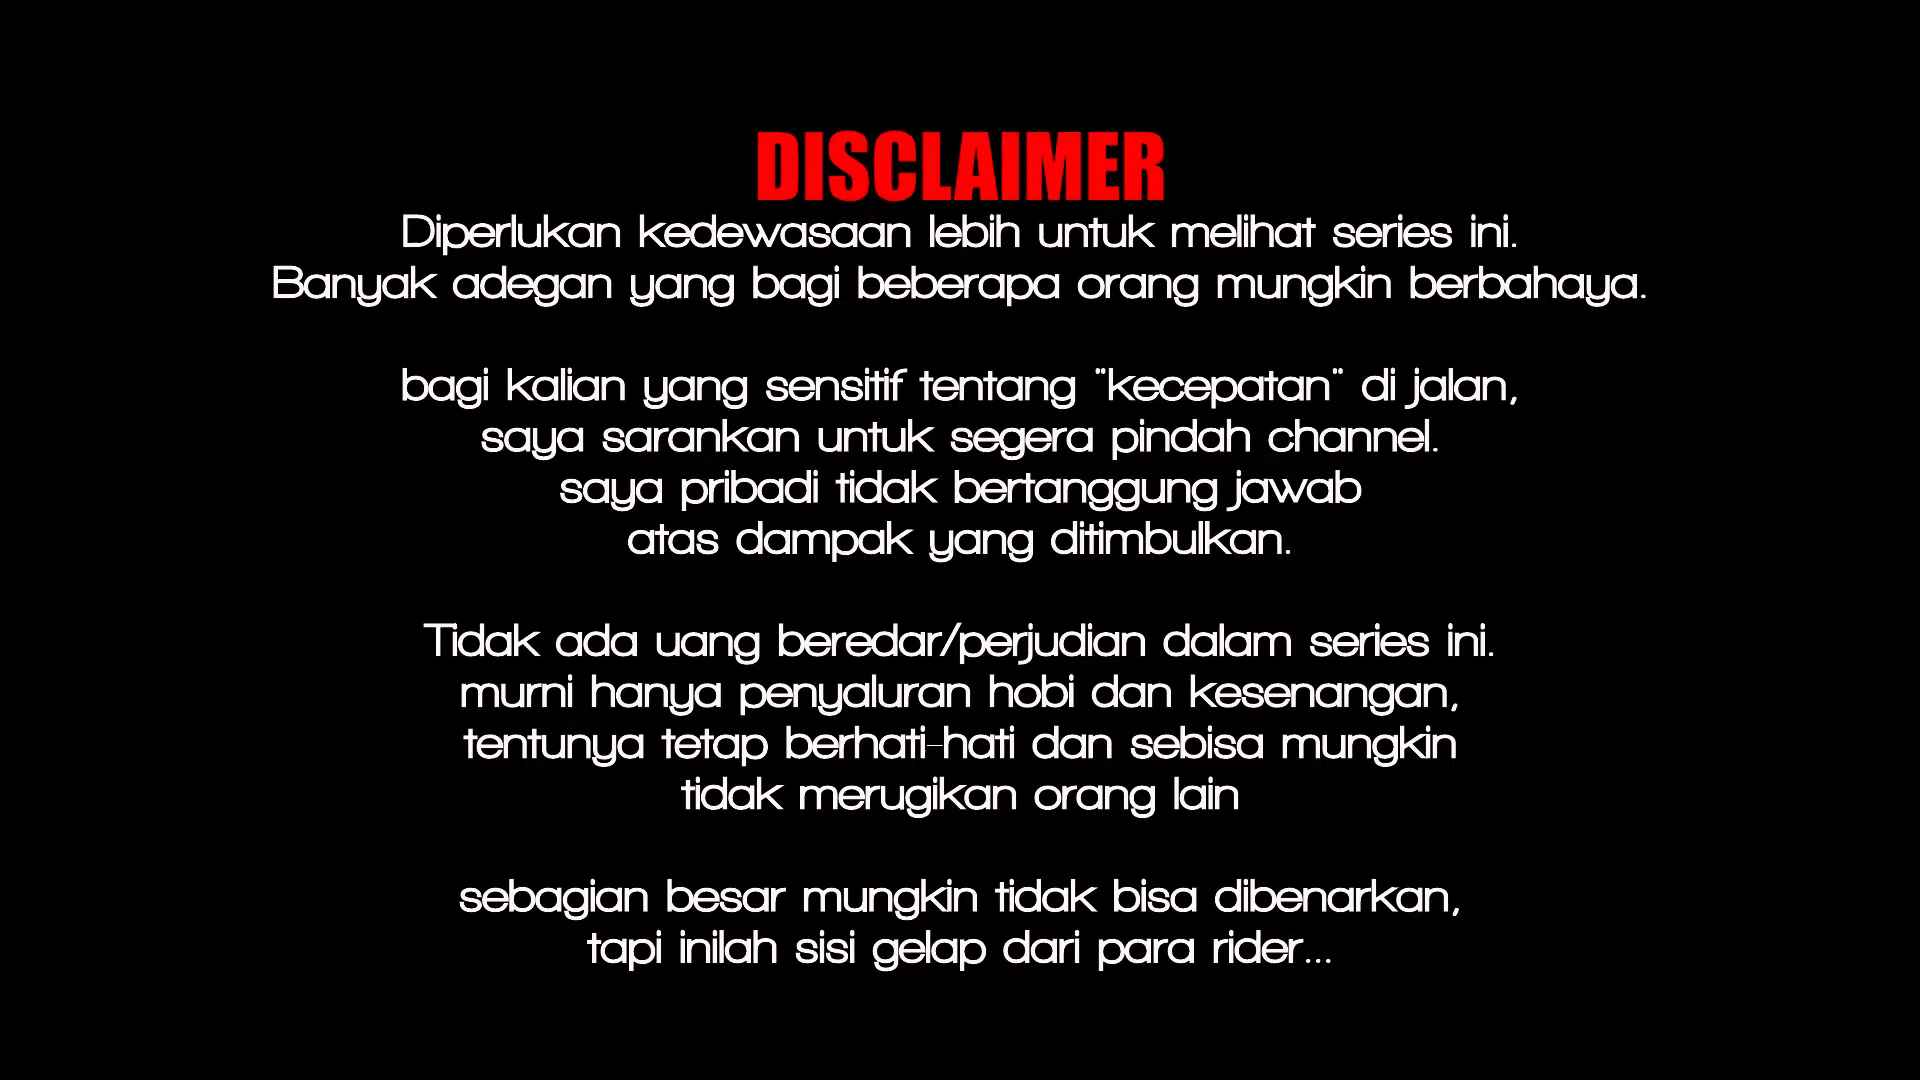 DISCLAIMER
Diperlukan kedewasaan lebih untuk melihat series ini.
Banyak adegan yang bagi beberapa orang mungkin berbahaya.
bagi kalian yang sensitif tentang "kecepatan" di jalan,
saya sarankan untuk segera pindah channel.
saya pribadi tidak bertanggung jawab
atas dampak yang ditimbulkan.
Tidak ada uang beredar/perjudian dalam series ini.
murni hanya penyaluran hobi dan kesenangan,
tentunya tetap berhati-hati dan sebisa mungkin
tidak merugikan orang lain
sebagian besar mungkin tidak bisa dibenarkan,
tapi inilah sisi gelap dari para rider...